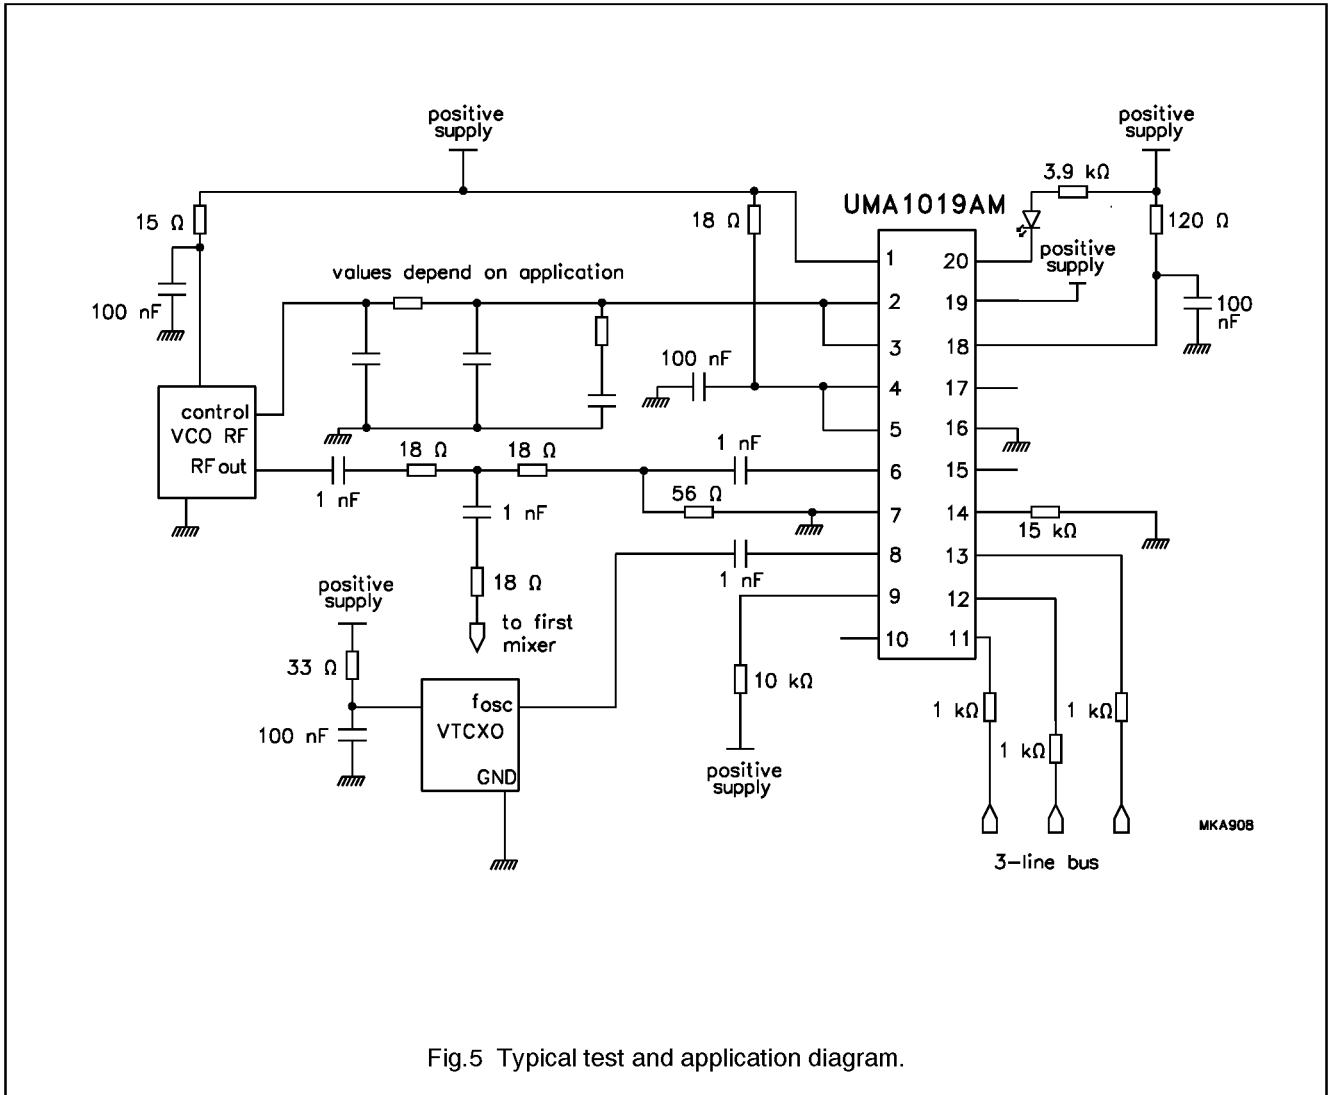 positive
supply
positive
supply
3.9 kΩ
UMA1019AM
15 Ω
18 Ω
120 Ω
positive
supply
values depend on application
100 nF
100
nF
1
20
2
19
3
18
100 nF
4
17
control
VCO RF
RFout
5
16
18 Ω
18 Ω
1 nF
6
15
1 nF
1 nF
56 Ω
7
14
15 kΩ
8
13
1 nF
18 Ω
positive
supply
9
12
to first
mixer
10
11
33 Ω
10 kΩ
fosc
VTCXO
GND
100 nF
1 kΩ
1 kΩ
1 kΩ
positive
supply
MKA908
3-line bus
Fig.5 Typical test and application diagram.